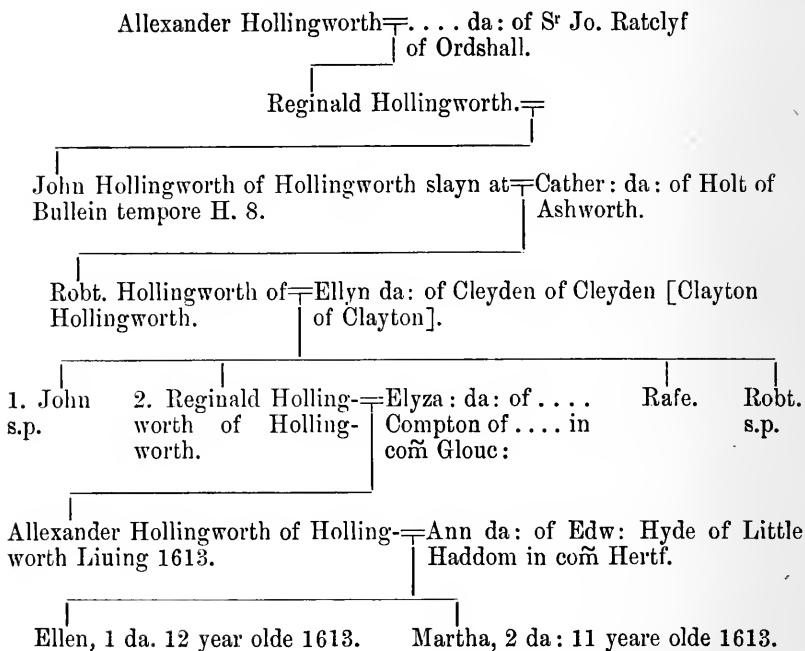 Allexander Hollingworth=.... da: of Sʳ Jo. Ratclyf
of Ordshall.
Reginald Hollingworth.=
John Hollingworth of Hollingworth slayn at=Cather: da: of Holt of
Bullein tempore H. 8. Ashworth.
Robt. Hollingworth of=Ellyn da: of Cleyden of Cleyden [Clayton
Hollingworth. of Clayton].
1. John 2. Reginald Holling-=Elyza: da: of .... Rafe. Robt.
s.p. worth of Holling- Compton of .... in s.p.
worth. com̃ Glouc:
Allexander Hollingworth of Holling-=Ann da: of Edw: Hyde of Little
worth Liuing 1613. Haddom in com̃ Hertf.
Ellen, 1 da. 12 year olde 1613. Martha, 2 da: 11 yeare olde 1613.